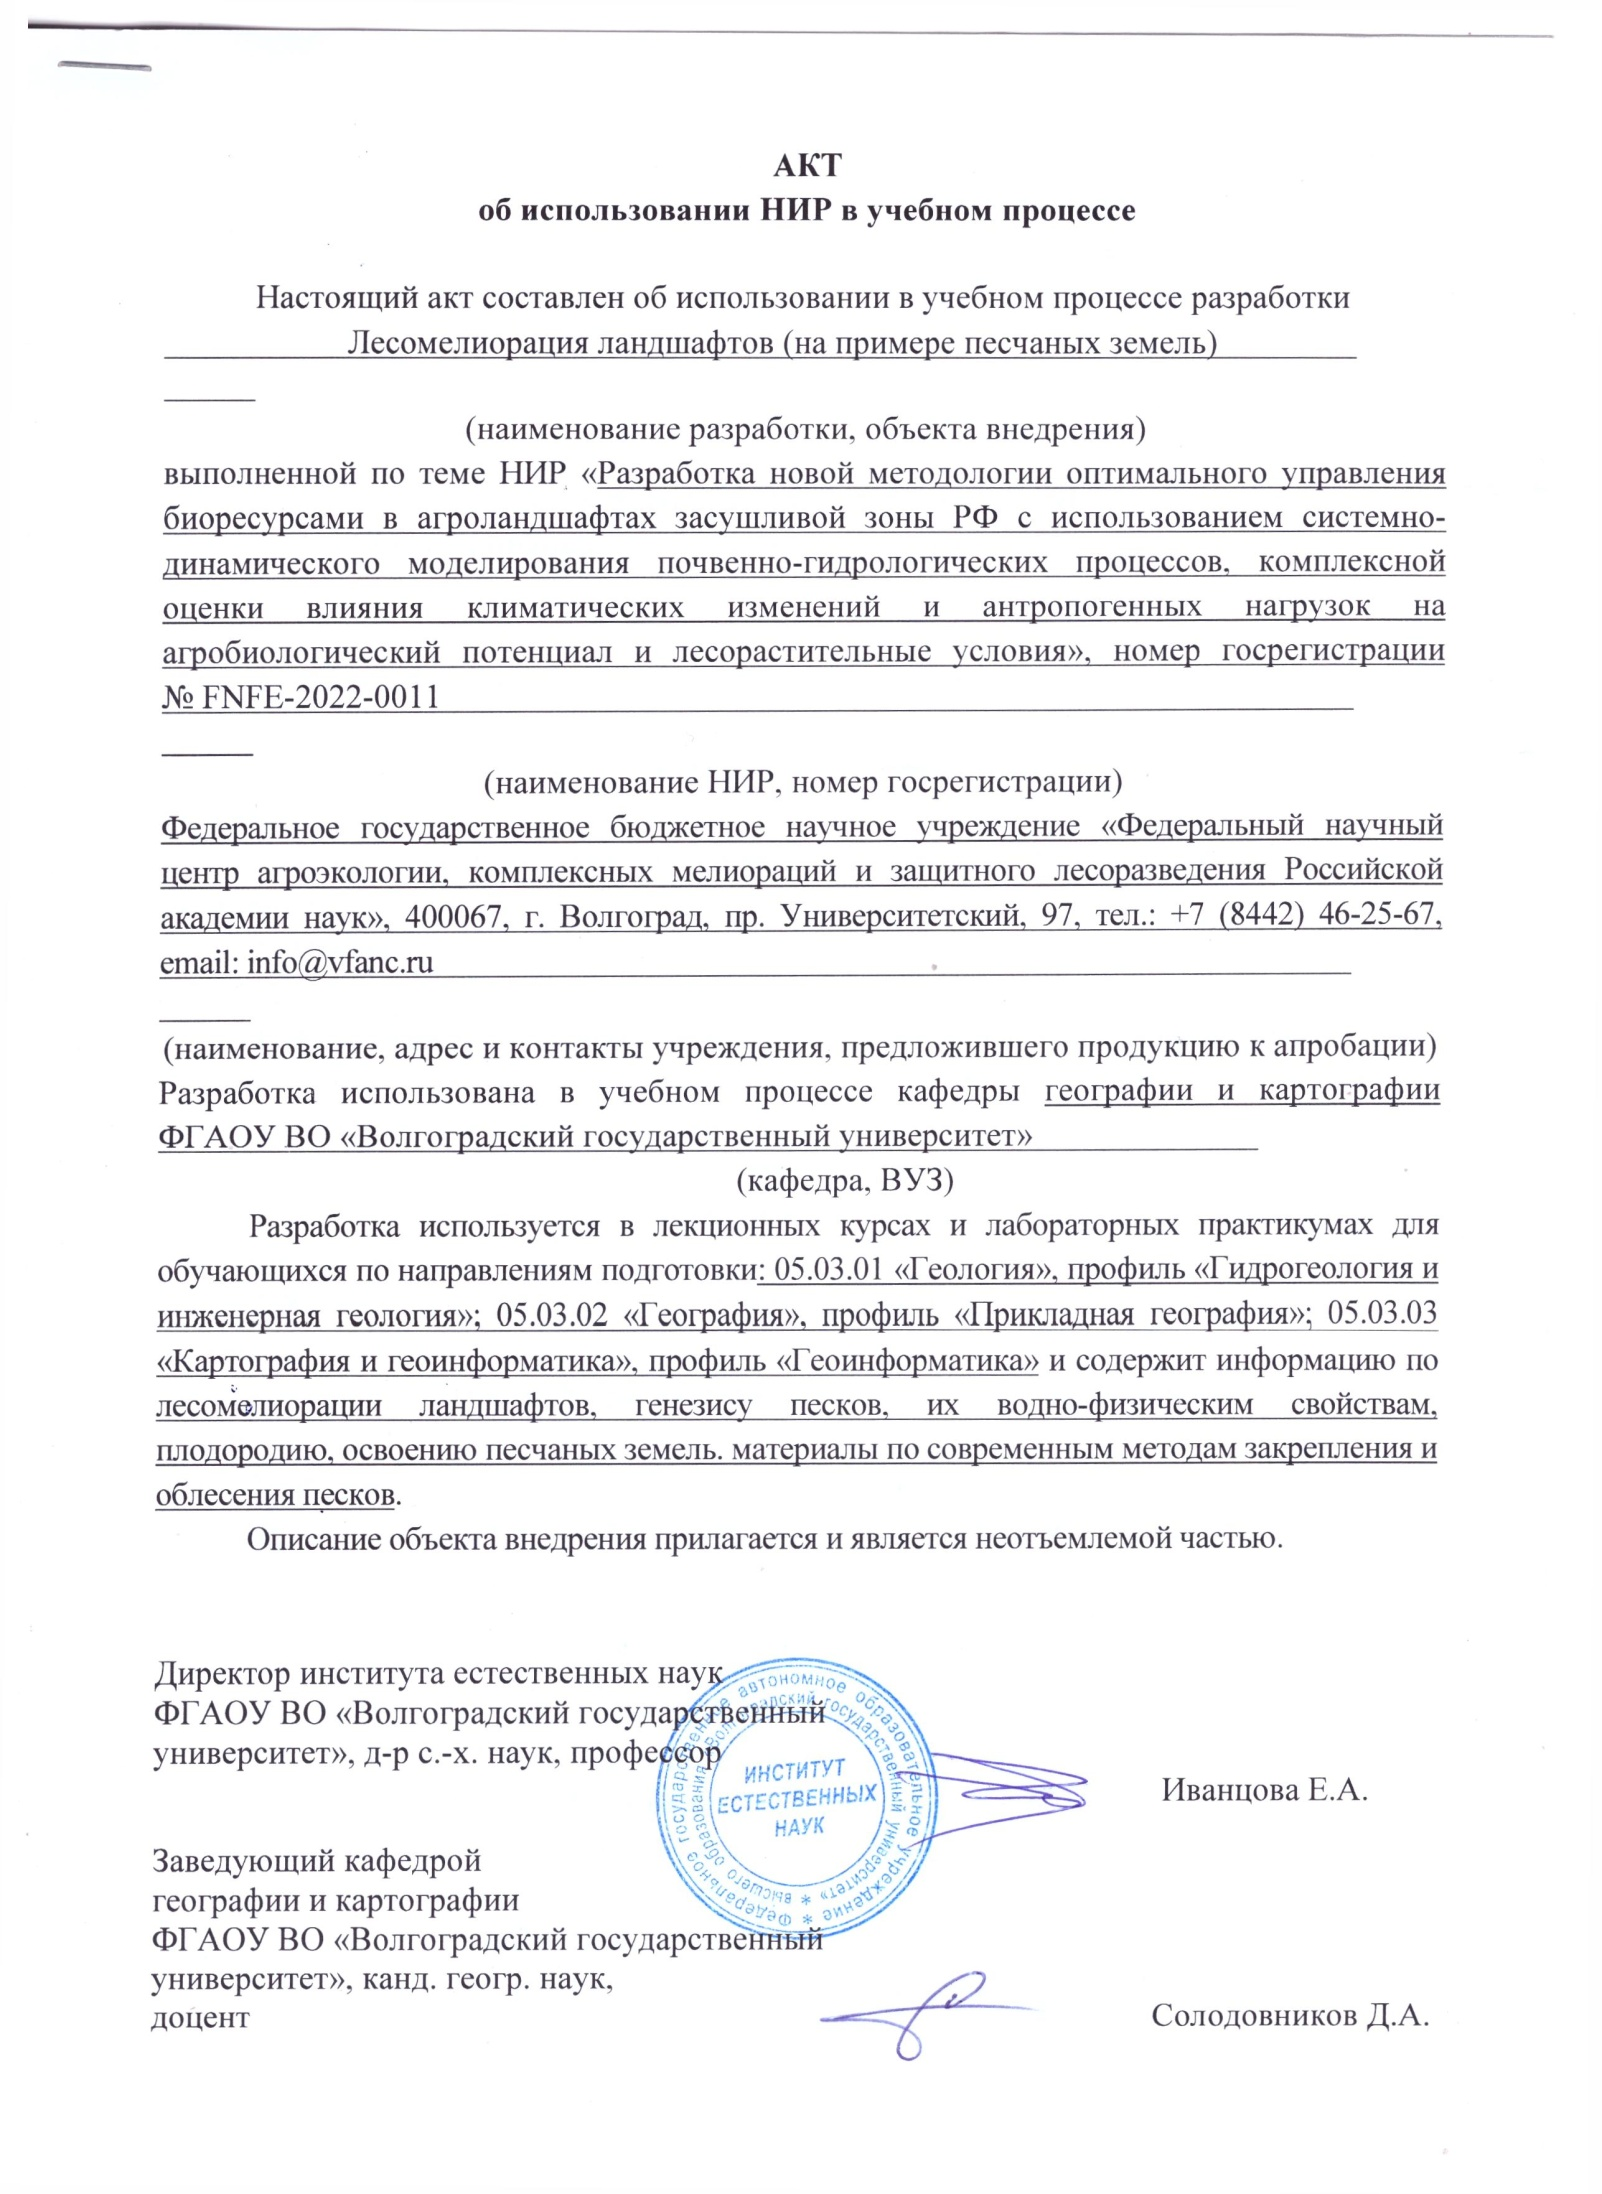 АКТ
об использовании НИР в учебном процессе
Настоящий акт составлен об использовании в учебном процессе разработки
Лесомелиорация ландшафтов (на примере песчаных земель)
(наименование разработки, объекта внедрения)
выполненной по теме НИР «Разработка новой методологии оптимального управления
биоресурсами в агроландшафтах засушливой зоны РФ с использованием системно-
динамического моделирования почвенно-гидрологических процессов, комплексной
оценки влияния климатических изменений и антропогенных нагрузок на
агробиологический потенциал и лесорастительные условия», номер госрегистрации
№ FNFE-2022-0011
(наименование НИР, номер госрегистрации)
Федеральное государственное бюджетное научное учреждение «Федеральный научный
центр агроэкологии, комплексных мелиораций и защитного лесоразведения Российской
академии наук», 400067, г. Волгоград, пр. Университетский, 97, тел.: +7 (8442) 46-25-67,
email: info@vfanc.ru
(наименование, адрес и контакты учреждения, предложившего продукцию к апробации)
Разработка использована в учебном процессе кафедры географии и картографии
ФГАОУ ВО «Волгоградский государственный университет»
(кафедра, ВУЗ)
Разработка используется в лекционных курсах и лабораторных практикумах для
обучающихся по направлениям подготовки: 05.03.01 «Геология», профиль «Гидрогеология и
инженерная геология»; 05.03.02 «География», профиль «Прикладная география»; 05.03.03
«Картография и геоинформатика», профиль «Геоинформатика» и содержит информацию по
лесомелиорации ландшафтов, генезису песков, их водно-физическим свойствам,
плодородию, освоению песчаных земель. материалы по современным методам закрепления и
облесения песков.
Описание объекта внедрения прилагается и является неотъемлемой частью.
Директор института естественных наук
ФГАОУ ВО «Волгоградский государственный
университет», д-р с.-х. наук, профессор
Иванцова Е.А.
Федеральное государственное автономное образовательное учреждение
высшего образования «Волгоградский государственный университет»
ИНСТИТУТ
ЕСТЕСТВЕННЫХ
НАУК
Заведующий кафедрой
географии и картографии
ФГАОУ ВО «Волгоградский государственный
университет», канд. геогр. наук,
доцент
Солодовников Д.А.